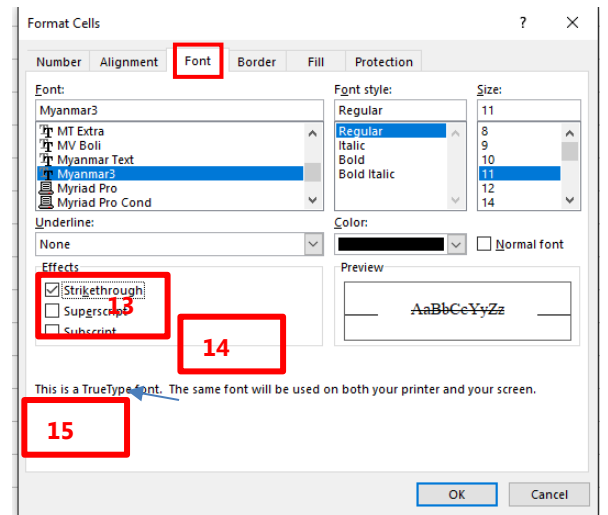 Format Cells ? ×
Number Alignment Font Border Fill Protection
Font: Font style: Size:
Myanmar3 Regular 11
MT Extra Regular 8
MV Boli Italic 9
Myanmar Text Bold 10
Myanmar3 Bold Italic 11
Myriad Pro 12
Myriad Pro Cond 14
Underline: Color:
None Normal font
Effects Preview
Strikethrough
13
Superscript AaBbCcYyZz
Subscript
14
This is a TrueType font. The same font will be used on both your printer and your screen.
15
OK Cancel